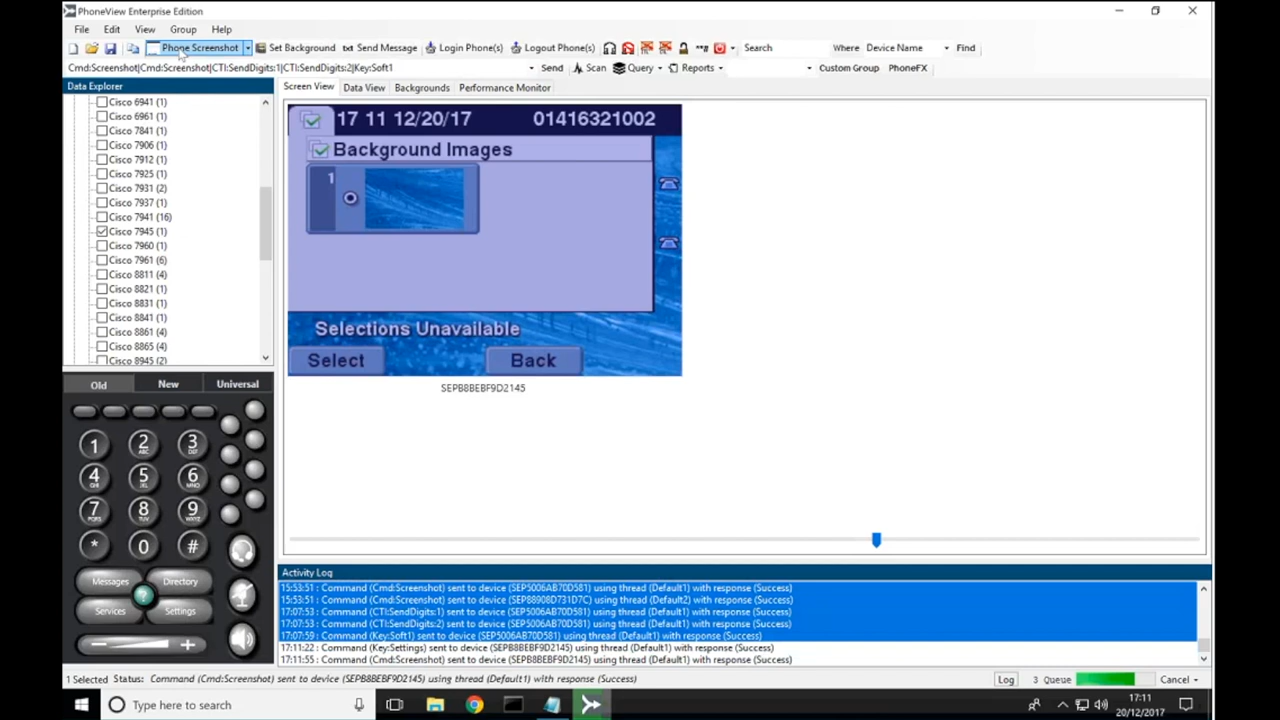 PhoneView Enterprise Edition
File Edit View Group Help
Phone Screenshot Set Background txt Send Message Login Phone(s) Logout Phone(s) **# Search Where Device Name Find
Cmd:Screenshot|Cmd:Screenshot|CTI:SendDigits:1|CTI:SendDigits:2|Key:Soft1 Send Scan Query Reports Custom Group PhoneFX
Data Explorer
Screen View Data View Backgrounds Performance Monitor
Cisco 6941 (1)
Cisco 6961 (1)
Cisco 7841 (1)
Cisco 7906 (1)
Cisco 7912 (1)
Cisco 7925 (1)
Cisco 7931 (2)
Cisco 7937 (1)
Cisco 7941 (16)
Cisco 7945 (1)
Cisco 7960 (1)
Cisco 7961 (6)
Cisco 8811 (4)
Cisco 8821 (1)
Cisco 8831 (1)
Cisco 8841 (1)
Cisco 8861 (4)
Cisco 8865 (4)
Cisco 8945 (2)
17 11 12/20/17 01416321002
Background Images
1
Selections Unavailable
Select Back
SEPB8BEBF9D2145
Old New Universal
1 2 ABC 3 DEF
4 GHI 5 JKL 6 MNO
7 PQRS 8 TUV 9 WXYZ
* 0 #
Messages Directory
?
Services Settings
− +
Activity Log
15:53:51 : Command (Cmd:Screenshot) sent to device (SEP5006AB70D581) using thread (Default1) with response (Success)
15:53:51 : Command (Cmd:Screenshot) sent to device (SEP88908D731D7C) using thread (Default2) with response (Success)
17:07:53 : Command (CTI:SendDigits:1) sent to device (SEP5006AB70D581) using thread (Default1) with response (Success)
17:07:53 : Command (CTI:SendDigits:2) sent to device (SEP5006AB70D581) using thread (Default1) with response (Success)
17:07:59 : Command (Key:Soft1) sent to device (SEP5006AB70D581) using thread (Default1) with response (Success)
17:11:22 : Command (Key:Settings) sent to device (SEPB8BEBF9D2145) using thread (Default1) with response (Success)
17:11:55 : Command (Cmd:Screenshot) sent to device (SEPB8BEBF9D2145) using thread (Default1) with response (Success)
1 Selected Status: Command (Cmd:Screenshot) sent to device (SEPB8BEBF9D2145) using thread (Default1) with response (Success) Log 3 Queue Cancel
Type here to search
17:11
20/12/2017